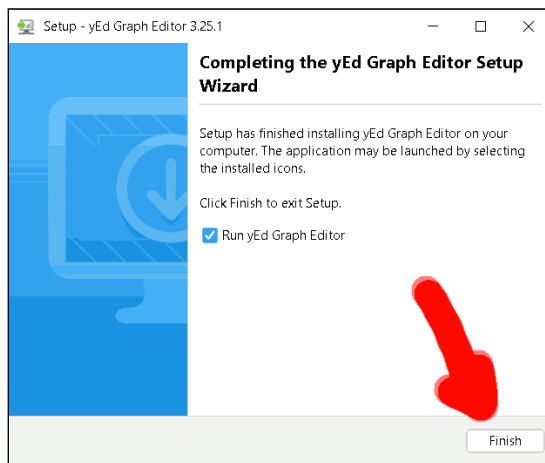 Setup - yEd Graph Editor 3.25.1
Completing the yEd Graph Editor Setup
Wizard
Setup has finished installing yEd Graph Editor on your
computer. The application may be launched by selecting
the installed icons.
Click Finish to exit Setup.
Run yEd Graph Editor
Finish